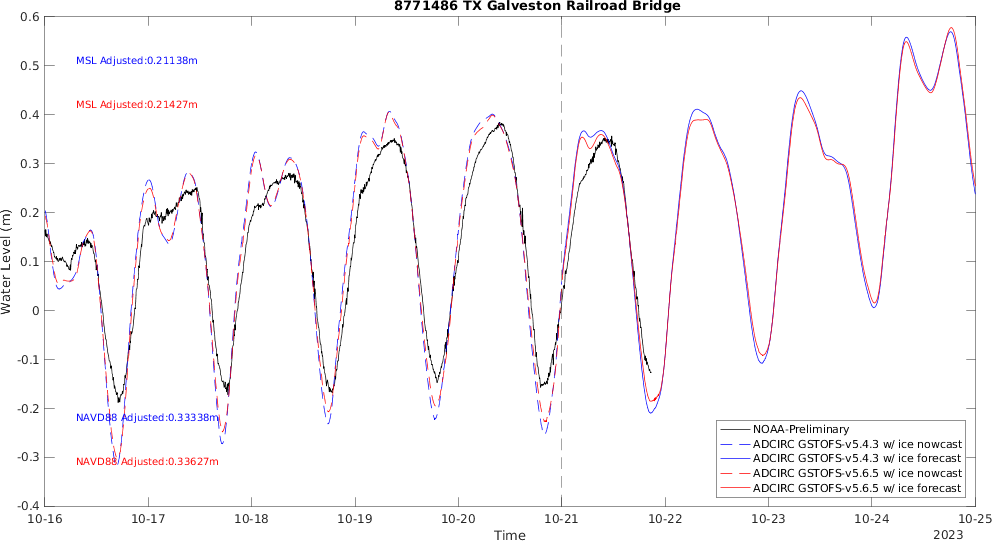 8771486 TX Galveston Railroad Bridge
0.6
0.5
0.4
0.3
0.2
0.1
0
-0.1
-0.2
-0.3
-0.4
Water Level (m)
MSL Adjusted:0.21138m
MSL Adjusted:0.21427m
NAVD88 Adjusted:0.33338m
NAVD88 Adjusted:0.33627m
NOAA-Preliminary
ADCIRC GSTOFS-v5.4.3 w/ ice nowcast
ADCIRC GSTOFS-v5.4.3 w/ ice forecast
ADCIRC GSTOFS-v5.6.5 w/ ice nowcast
ADCIRC GSTOFS-v5.6.5 w/ ice forecast
10-16 10-17 10-18 10-19 10-20 10-21 10-22 10-23 10-24 10-25
Time
2023